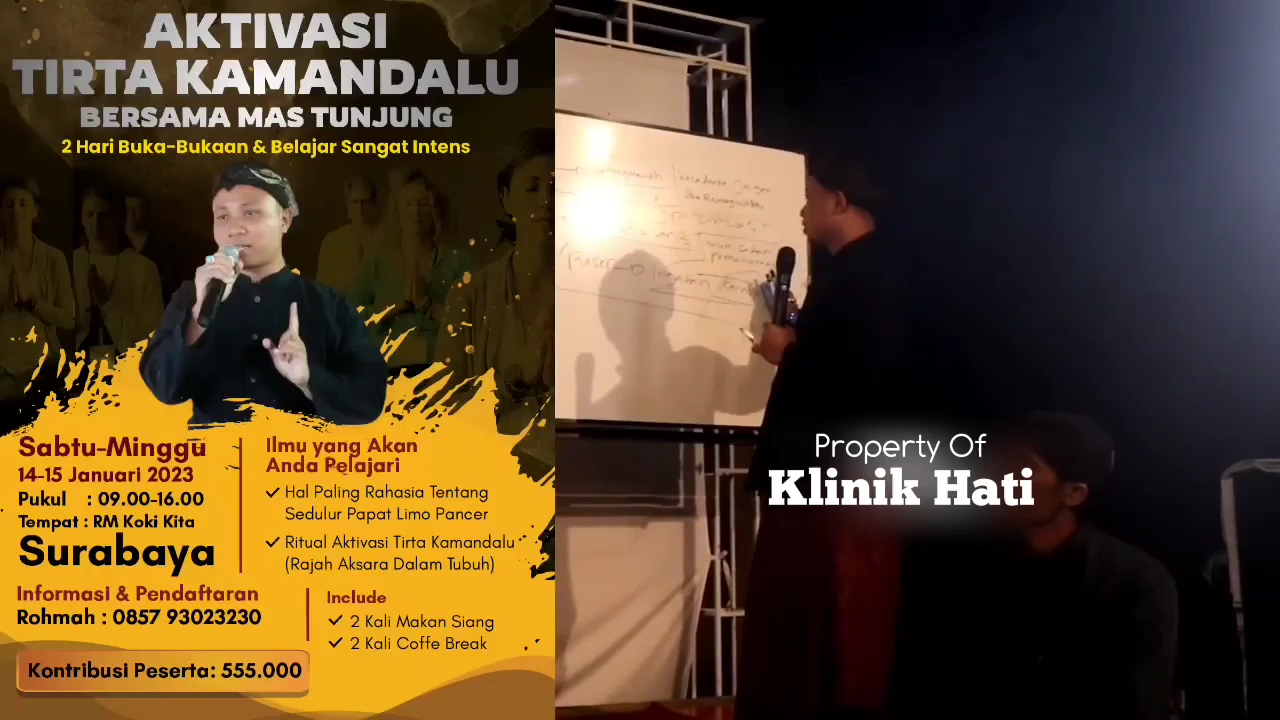 AKTIVASI
TIRTA KAMANDALU
BERSAMA MAS TUNJUNG
2 Hari Buka-Bukaan & Belajar Sangat Intens
Sabtu-Minggu
14-15 Januari 2023
Pukul : 09.00-16.00
Tempat : RM Koki Kita
Surabaya
Ilmu yang Akan
Anda Pelajari
Hal Paling Rahasia Tentang
Sedulur Papat Limo Pancer
Ritual Aktivasi Tirta Kamandalu
(Rajah Aksara Dalam Tubuh)
Informasi & Pendaftaran
Rohmah : 0857 93023230
Include
2 Kali Makan Siang
2 Kali Coffe Break
Kontribusi Peserta: 555.000
Property Of
Klinik Hati